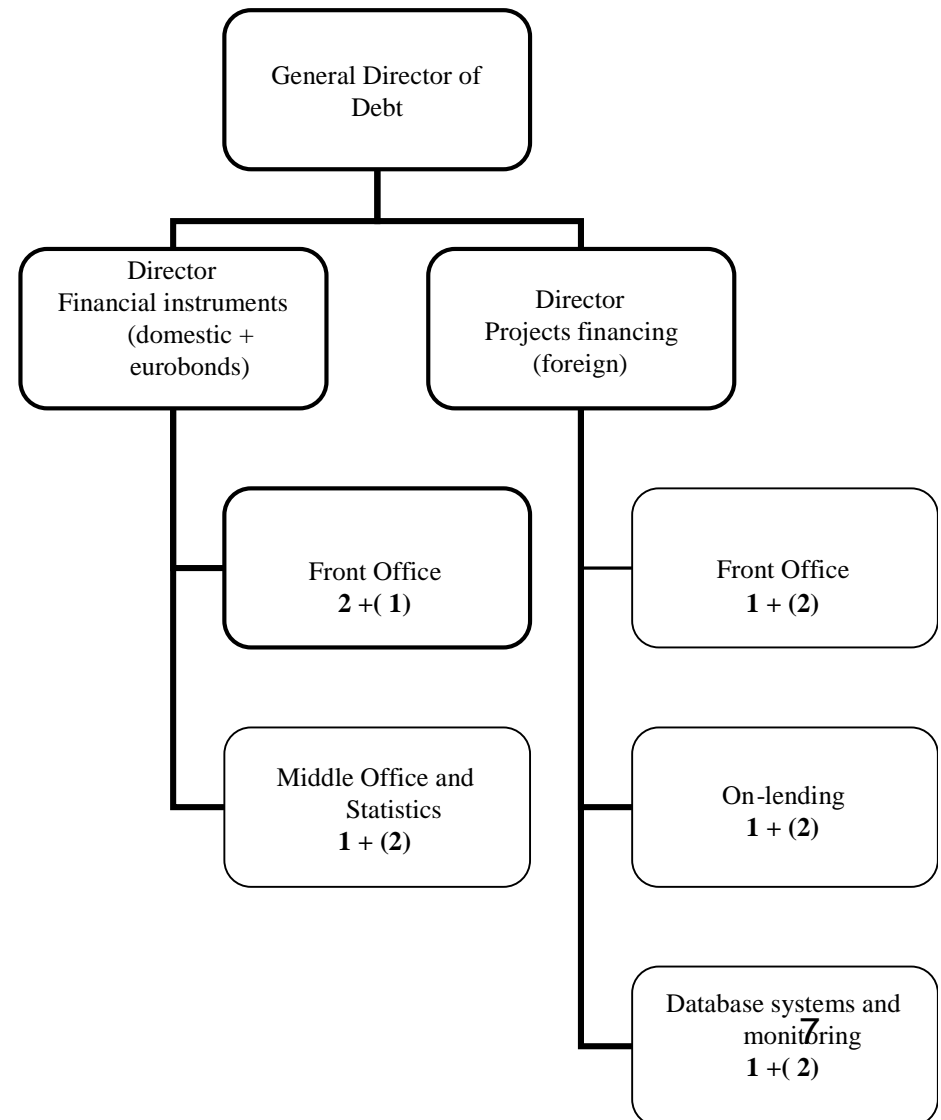 General Director of
Debt
Director
Financial instruments
(domestic +
eurobonds)
Director
Projects financing
(foreign)
Front Office
2 +( 1)
Front Office
1 + (2)
Middle Office and
Statistics
1 + (2)
On-lending
1 + (2)
Database systems and
monitoring
7
1 +( 2)